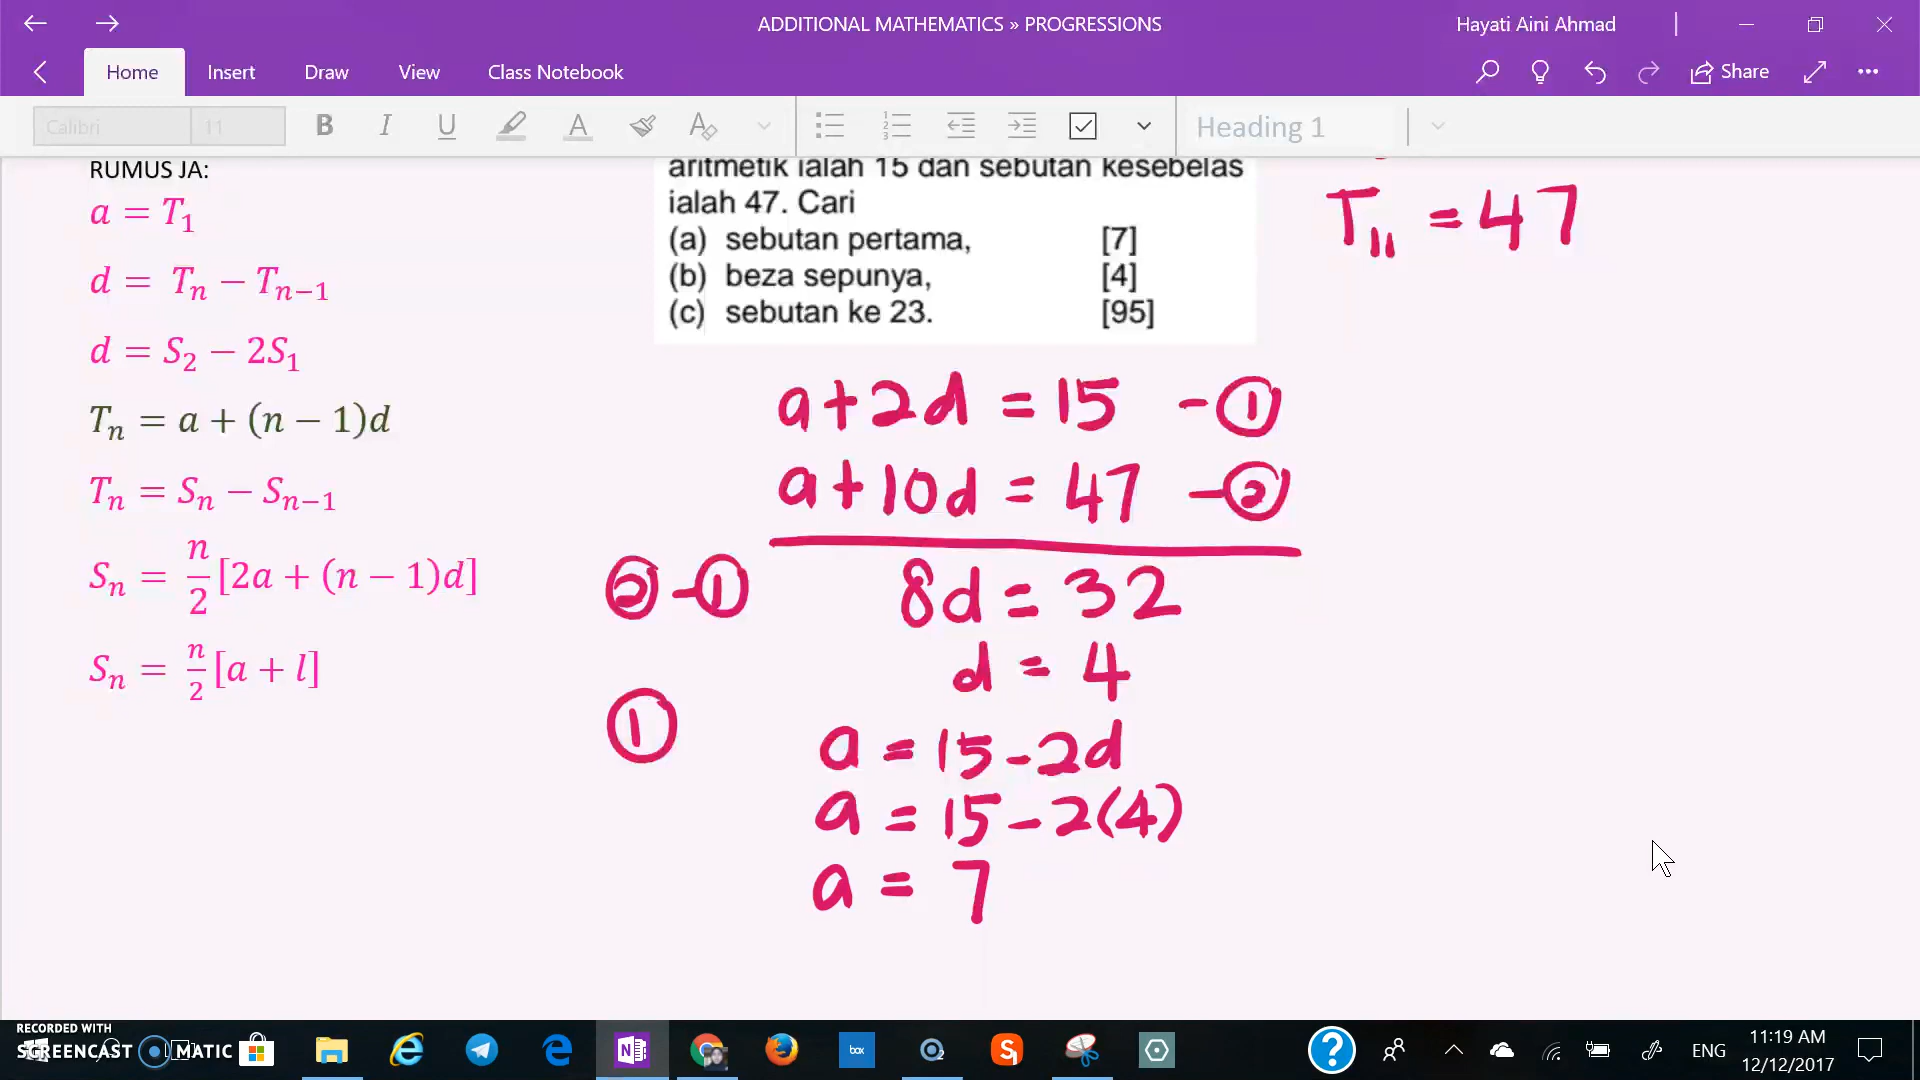 ADDITIONAL MATHEMATICS » PROGRESSIONS
Hayati Aini Ahmad
Home Insert Draw View Class Notebook
Share
Calibri 11 B I U A A Heading 1
RUMUS JA:
a = T₁
d = Tₙ − Tₙ₋₁
d = S₂ − 2S₁
Tₙ = a + (n − 1)d
Tₙ = Sₙ − Sₙ₋₁
Sₙ = n/2 [2a + (n − 1)d]
Sₙ = n/2 [a + l]
aritmetik ialah 15 dan sebutan kesebelas
ialah 47. Cari
(a) sebutan pertama, [7]
(b) beza sepunya, [4]
(c) sebutan ke 23. [95]
T₁₁ = 47
a + 2d = 15 - ①
a + 10d = 47 - ②
② - ① 8d = 32
d = 4
① a = 15 - 2d
a = 15 - 2(4)
a = 7
RECORDED WITH
SCREENCAST MATIC
box
ENG
11:19 AM
12/12/2017